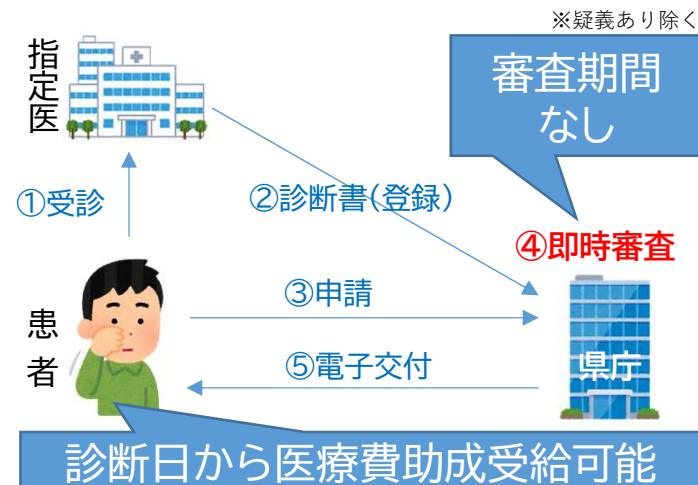 ※疑義あり除く
指定医
審査期間
なし
①受診
②診断書(登録)
④即時審査
③申請
患者
⑤電子交付
県庁
診断日から医療費助成受給可能